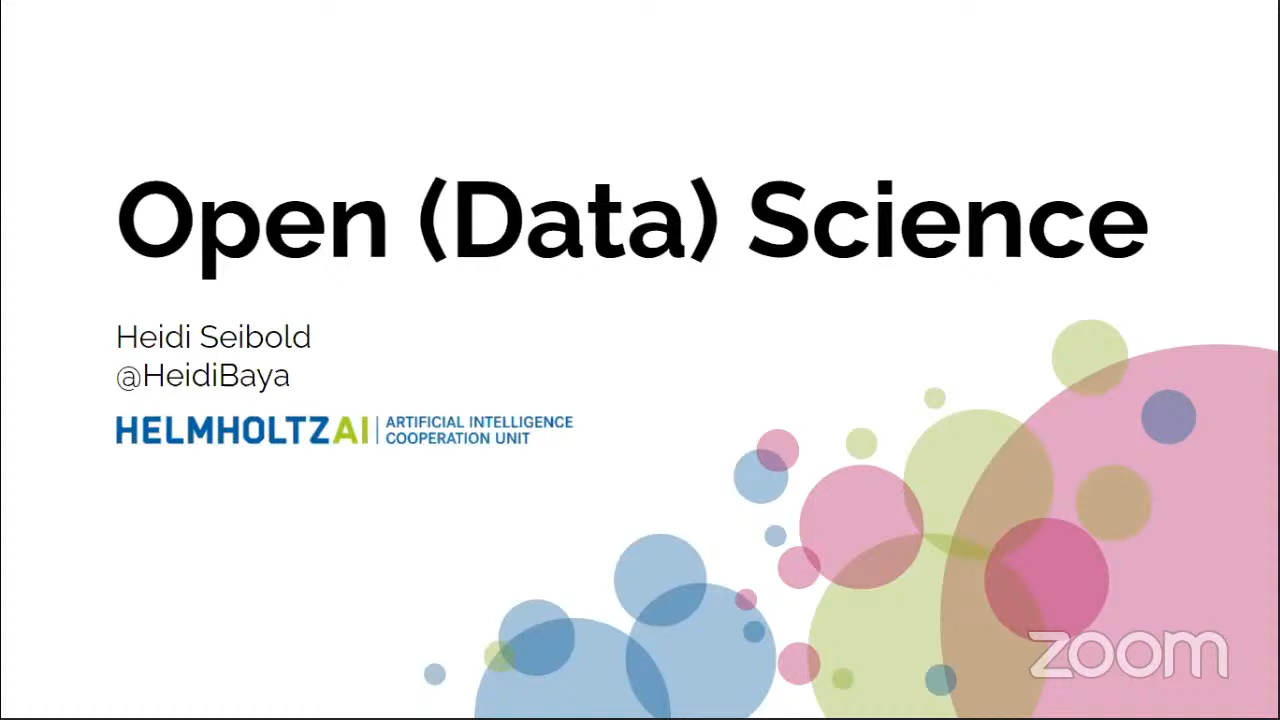 Open (Data) Science
Heidi Seibold
@HeidiBaya
HELMHOLTZAI
ARTIFICIAL INTELLIGENCE
COOPERATION UNIT
zoom